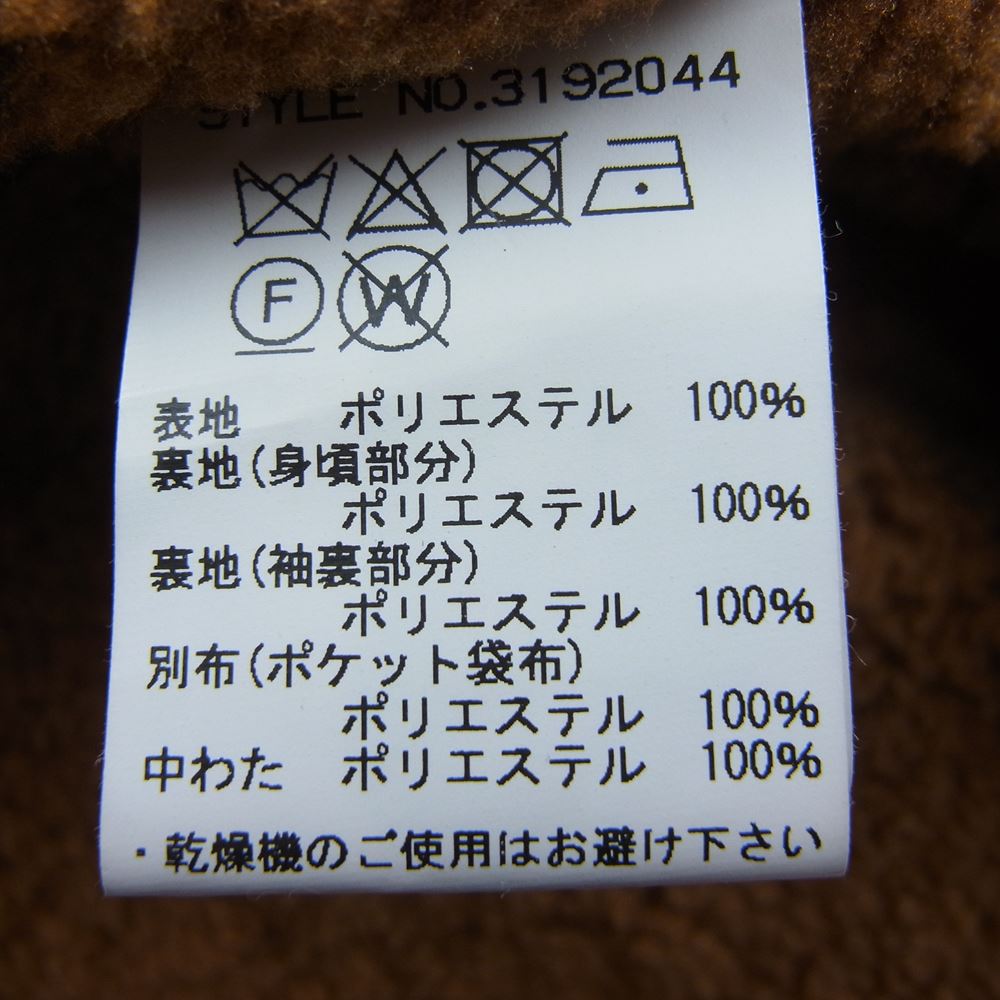 STYLE NO.3192044
F W
表地 ポリエステル 100%
裏地(身頃部分)
ポリエステル 100%
裏地(袖裏部分)
ポリエステル 100%
別布(ポケット袋布)
ポリエステル 100%
中わた ポリエステル 100%
・乾燥機のご使用はお避け下さい